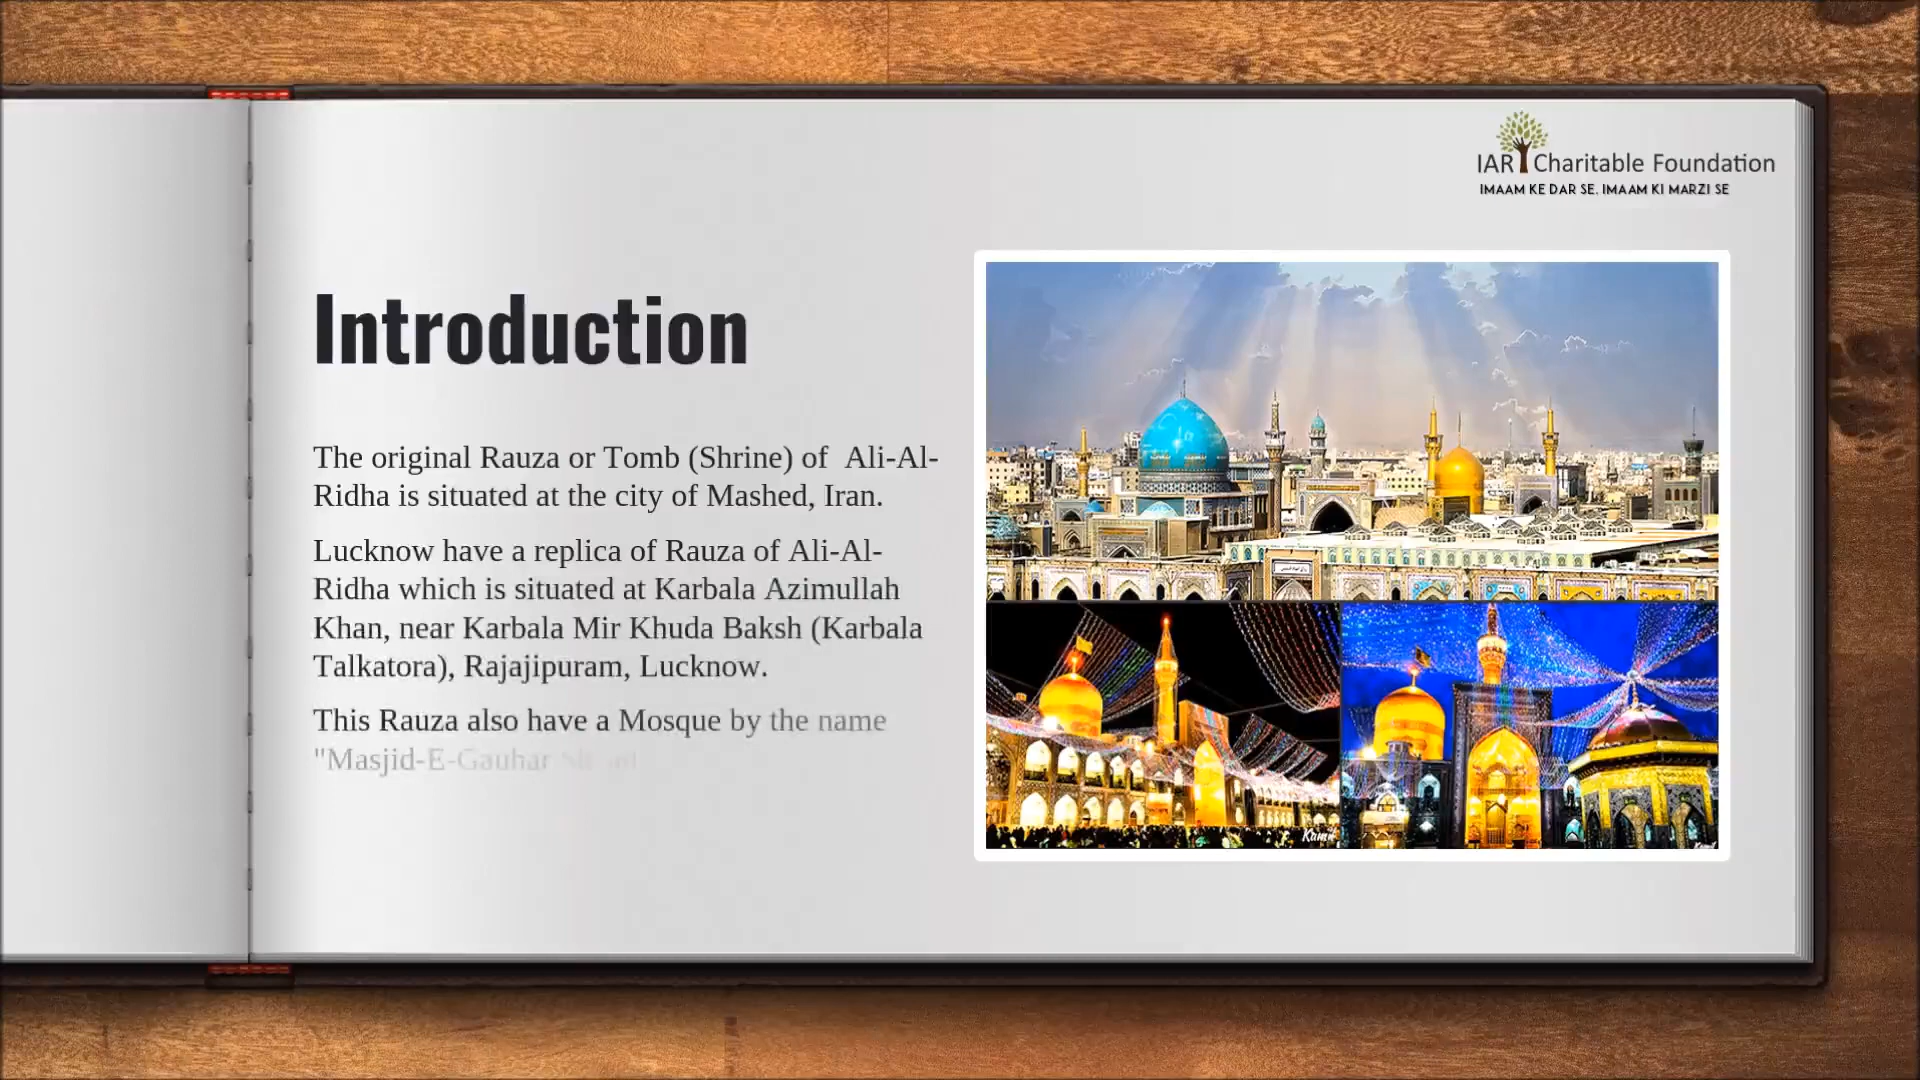 IAR Charitable Foundation
IMAAM KE DAR SE, IMAAM KI MARZI SE
Introduction
The original Rauza or Tomb (Shrine) of  Ali-Al-
Ridha is situated at the city of Mashed, Iran.
Lucknow have a replica of Rauza of Ali-Al-
Ridha which is situated at Karbala Azimullah
Khan, near Karbala Mir Khuda Baksh (Karbala
Talkatora), Rajajipuram, Lucknow.
This Rauza also have a Mosque by the name
"Masjid-E-Gauhar
Kamil